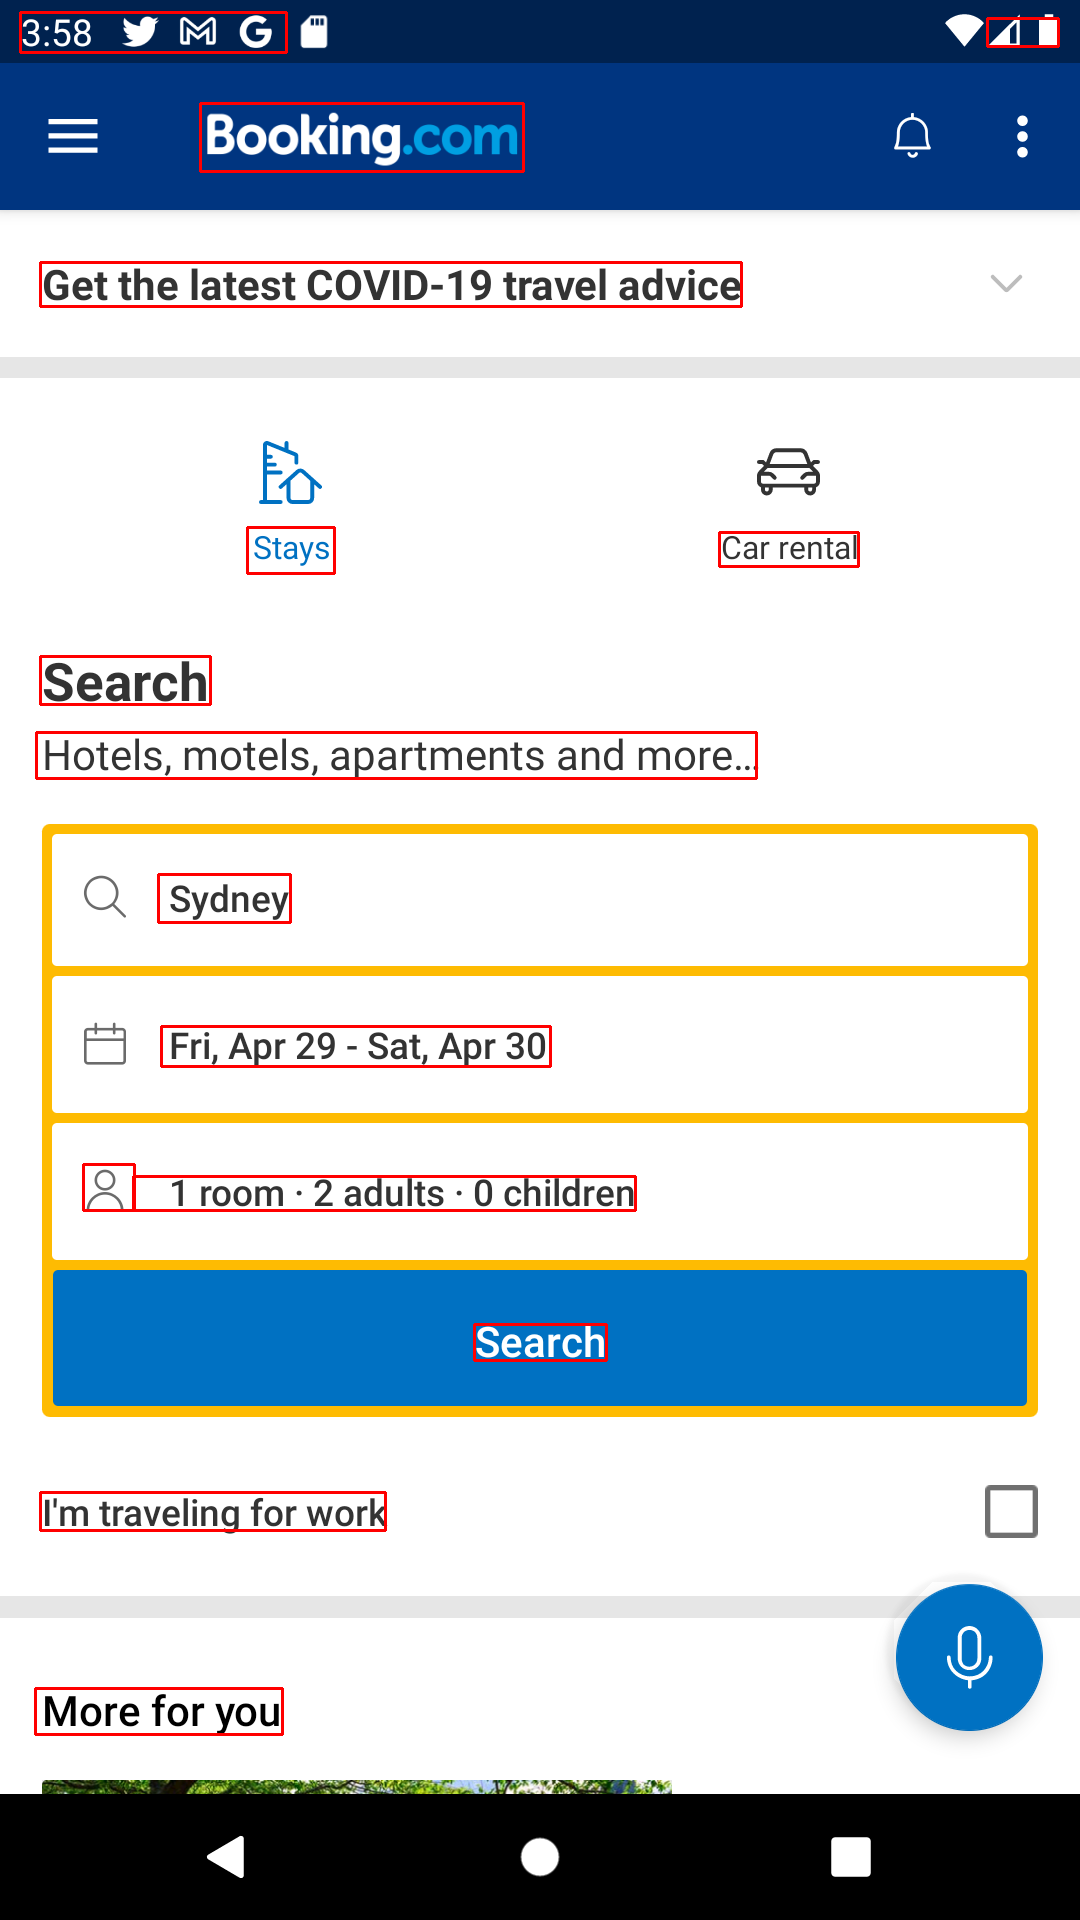 3:58
Booking.com
Get the latest COVID-19 travel advice
Stays
Car rental
Search
Hotels, motels, apartments and more...
Sydney
Fri, Apr 29 - Sat, Apr 30
1 room · 2 adults · 0 children
Search
I'm traveling for work
More for you